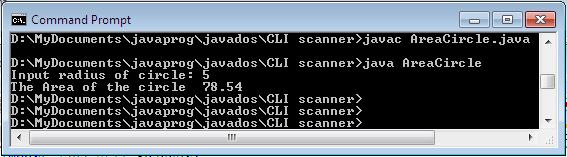 Command Prompt
D:\MyDocuments\javaprog\javados\CLI scanner>javac AreaCircle.java
D:\MyDocuments\javaprog\javados\CLI scanner>java AreaCircle
Input radius of circle: 5
The Area of the circle  78.54
D:\MyDocuments\javaprog\javados\CLI scanner>
D:\MyDocuments\javaprog\javados\CLI scanner>
D:\MyDocuments\javaprog\javados\CLI scanner>